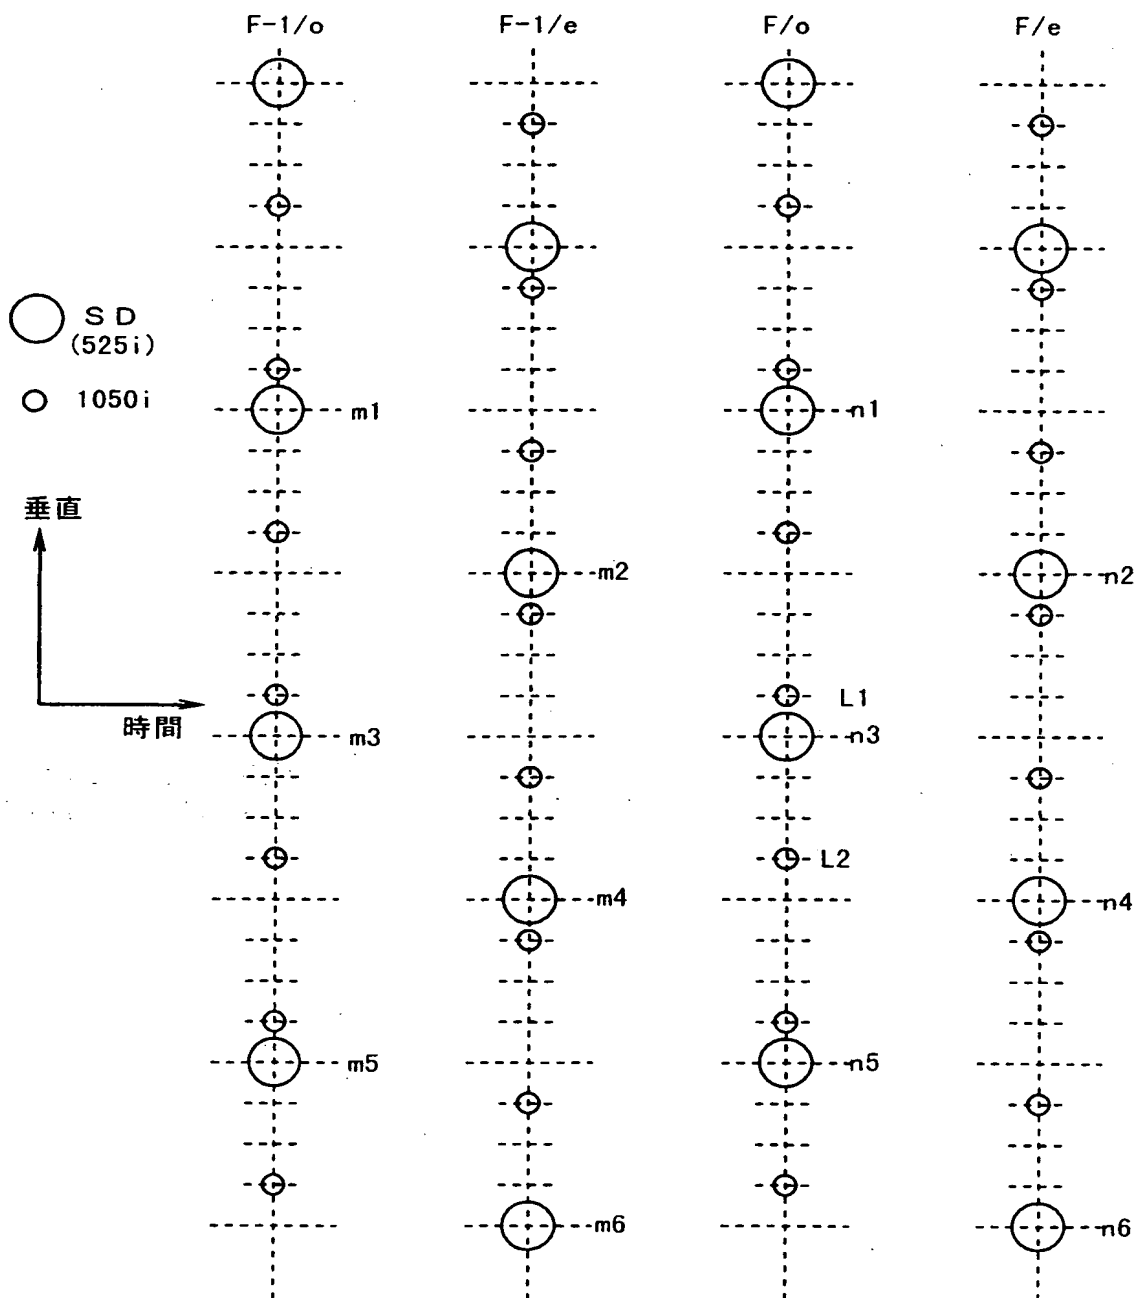 F-1/o F-1/e F/o F/e
SD
(525i)
1050i
m1 n1
垂直
m2 n2
L1
時間
m3 n3
L2
m4 n4
m5 n5
m6 n6